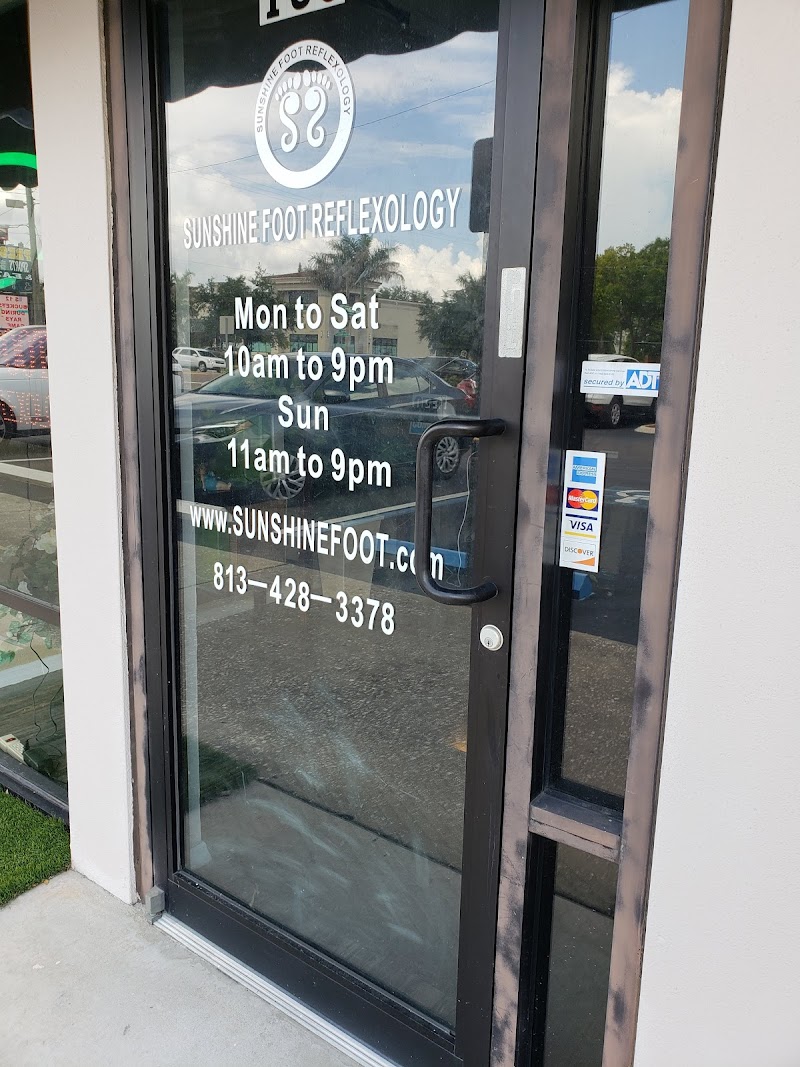 SUNSHINE FOOT REFLEXOLOGY
SUNSHINE FOOT REFLEXOLOGY
Mon to Sat
10am to 9pm
Sun
11am to 9pm
www.SUNSHINEFOOT.com
813-428-3378
secured by ADT
AMERICAN EXPRESS
MasterCard
VISA
DISCOVER